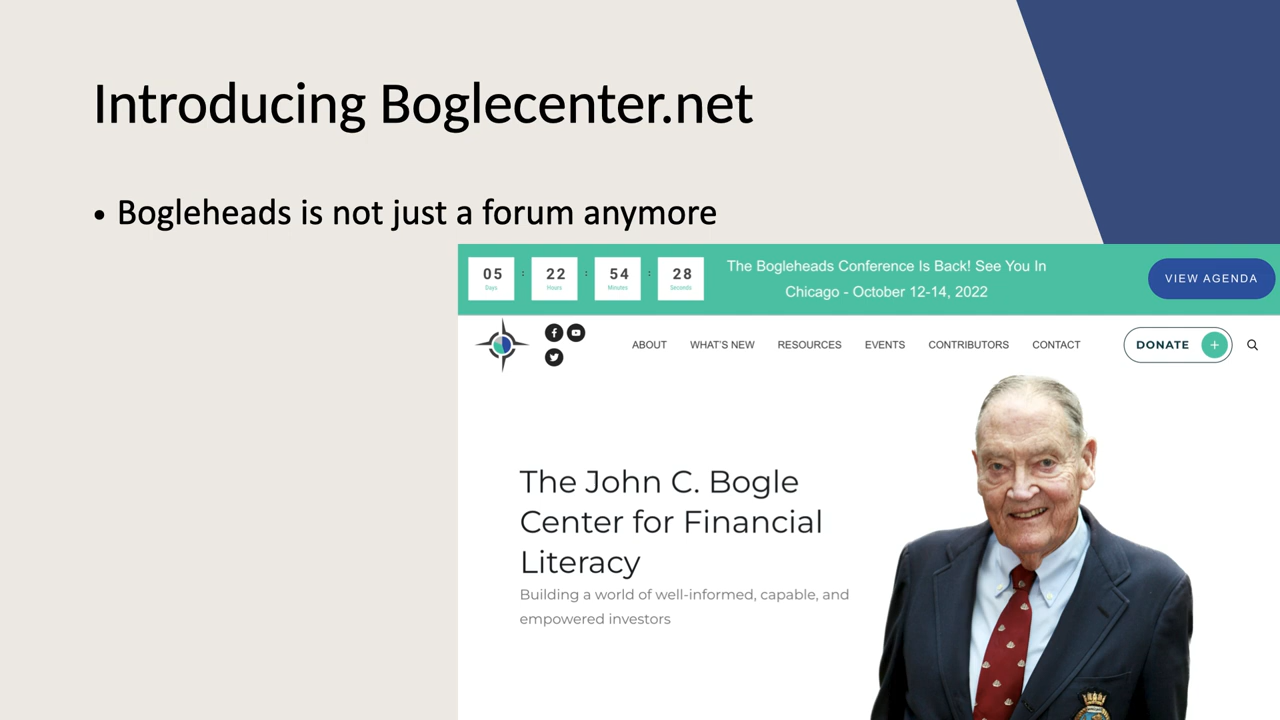 Introducing Boglecenter.net
• Bogleheads is not just a forum anymore
05 : 22 : 54 : 28
Days Hours Minutes Seconds
The Bogleheads Conference Is Back! See You In
Chicago - October 12-14, 2022
VIEW AGENDA
ABOUT WHAT'S NEW RESOURCES EVENTS CONTRIBUTORS CONTACT
DONATE +
The John C. Bogle
Center for Financial
Literacy
Building a world of well-informed, capable, and
empowered investors